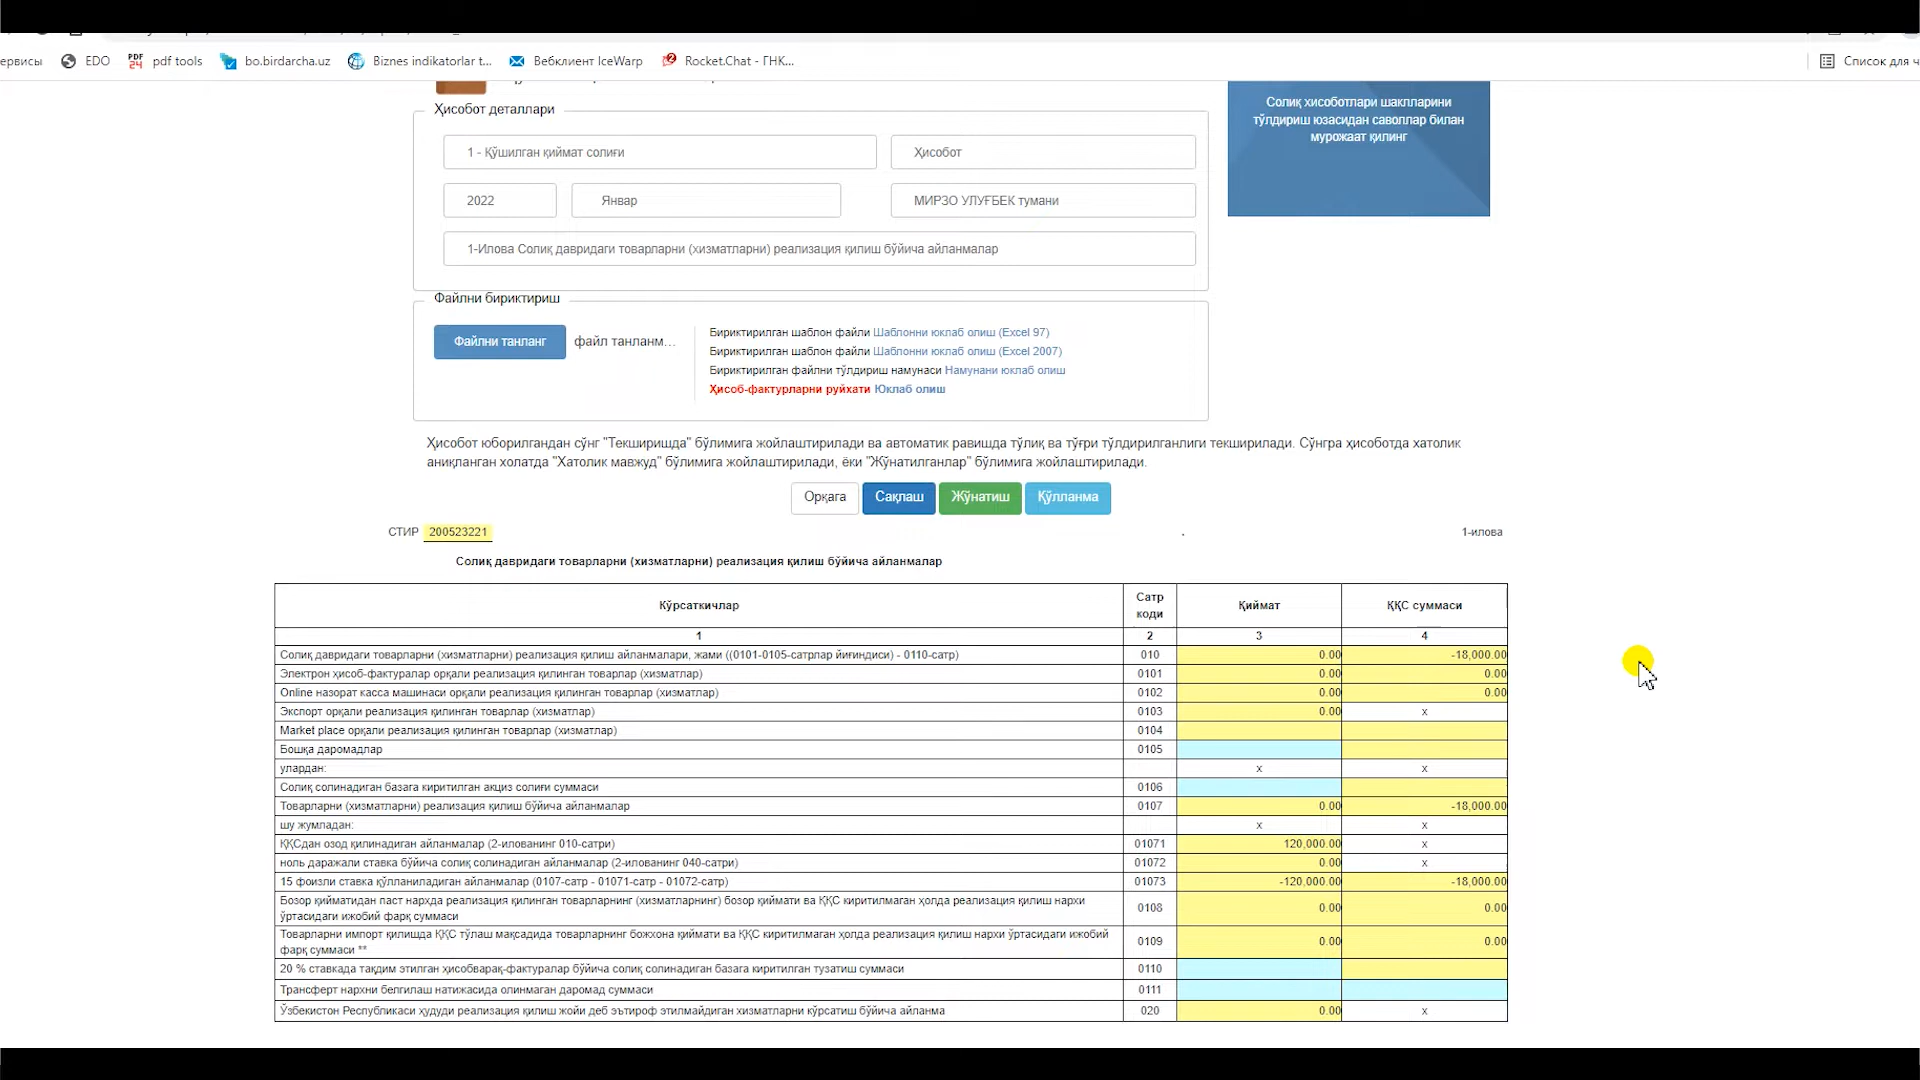 ервисы EDO PDF 24 pdf tools bo.birdarcha.uz Biznes indikatorlar t... Вебклиент IceWarp Rocket.Chat - ГНК... Список для ч
Ҳисобот деталлари
1 - Қўшилган қиймат солиғи Ҳисобот
2022 Январ МИРЗО УЛУҒБЕК тумани
1-Илова Солиқ давридаги товарларни (хизматларни) реализация қилиш бўйича айланмалар
Солиқ хисоботлари шаклларини
тўлдириш юзасидан саволлар билан
мурожаат қилинг
Файлни бириктириш
Файлни танланг файл танланм...
Бириктирилган шаблон файли Шаблонни юклаб олиш (Excel 97)
Бириктирилган шаблон файли Шаблонни юклаб олиш (Excel 2007)
Бириктирилган файлни тўлдириш намунаси Намунани юклаб олиш
Ҳисоб-фактурларни руйхати Юклаб олиш
Ҳисобот юборилгандан сўнг "Текширишда" бўлимига жойлаштирилади ва автоматик равишда тўлиқ ва тўғри тўлдирилганлиги текширилади. Сўнгра ҳисоботда хатолик
аниқланган холатда "Хатолик мавжуд" бўлимига жойлаштирилади, ёки "Жўнатилганлар" бўлимига жойлаштирилади.
Орқага Сақлаш Жўнатиш Қўлланма
СТИР 200523221 . 1-илова
Солиқ давридаги товарларни (хизматларни) реализация қилиш бўйича айланмалар
Кўрсаткичлар Сатр коди Қиймат ҚҚС суммаси
1 2 3 4
Солиқ давридаги товарларни (хизматларни) реализация қилиш айланмалари, жами ((0101-0105-сатрлар йиғиндиси) - 0110-сатр) 010 0.00 -18,000.00
Электрон ҳисоб-фактуралар орқали реализация қилинган товарлар (хизматлар) 0101 0.00 0.00
Online назорат касса машинаси орқали реализация қилинган товарлар (хизматлар) 0102 0.00 0.00
Экспорт орқали реализация қилинган товарлар (хизматлар) 0103 0.00 x
Market place орқали реализация қилинган товарлар (хизматлар) 0104
Бошқа даромадлар 0105
улардан: x x
Солиқ солинадиган базага киритилган акциз солиғи суммаси 0106
Товарларни (хизматларни) реализация қилиш бўйича айланмалар 0107 0.00 -18,000.00
шу жумладан: x x
ҚҚСдан озод қилинадиган айланмалар (2-илованинг 010-сатри) 01071 120,000.00 x
ноль даражали ставка бўйича солиқ солинадиган айланмалар (2-илованинг 040-сатри) 01072 0.00 x
15 фоизли ставка қўлланиладиган айланмалар (0107-сатр - 01071-сатр - 01072-сатр) 01073 -120,000.00 -18,000.00
Бозор қийматидан паст нархда реализация қилинган товарларнинг (хизматларнинг) бозор қиймати ва ҚҚС киритилмаган ҳолда реализация қилиш нархи
ўртасидаги ижобий фарқ суммаси 0108 0.00 0.00
Товарларни импорт қилишда ҚҚС тўлаш мақсадида товарларнинг божхона қиймати ва ҚҚС киритилмаган ҳолда реализация қилиш нархи ўртасидаги ижобий
фарқ суммаси ** 0109 0.00 0.00
20 % ставкада тақдим этилган ҳисобварақ-фактуралар бўйича солиқ солинадиган базага киритилган тузатиш суммаси 0110
Трансферт нархни белгилаш натижасида олинмаган даромад суммаси 0111
Ўзбекистон Республикаси ҳудуди реализация қилиш жойи деб эътироф этилмайдиган хизматларни кўрсатиш бўйича айланма 020 0.00 x